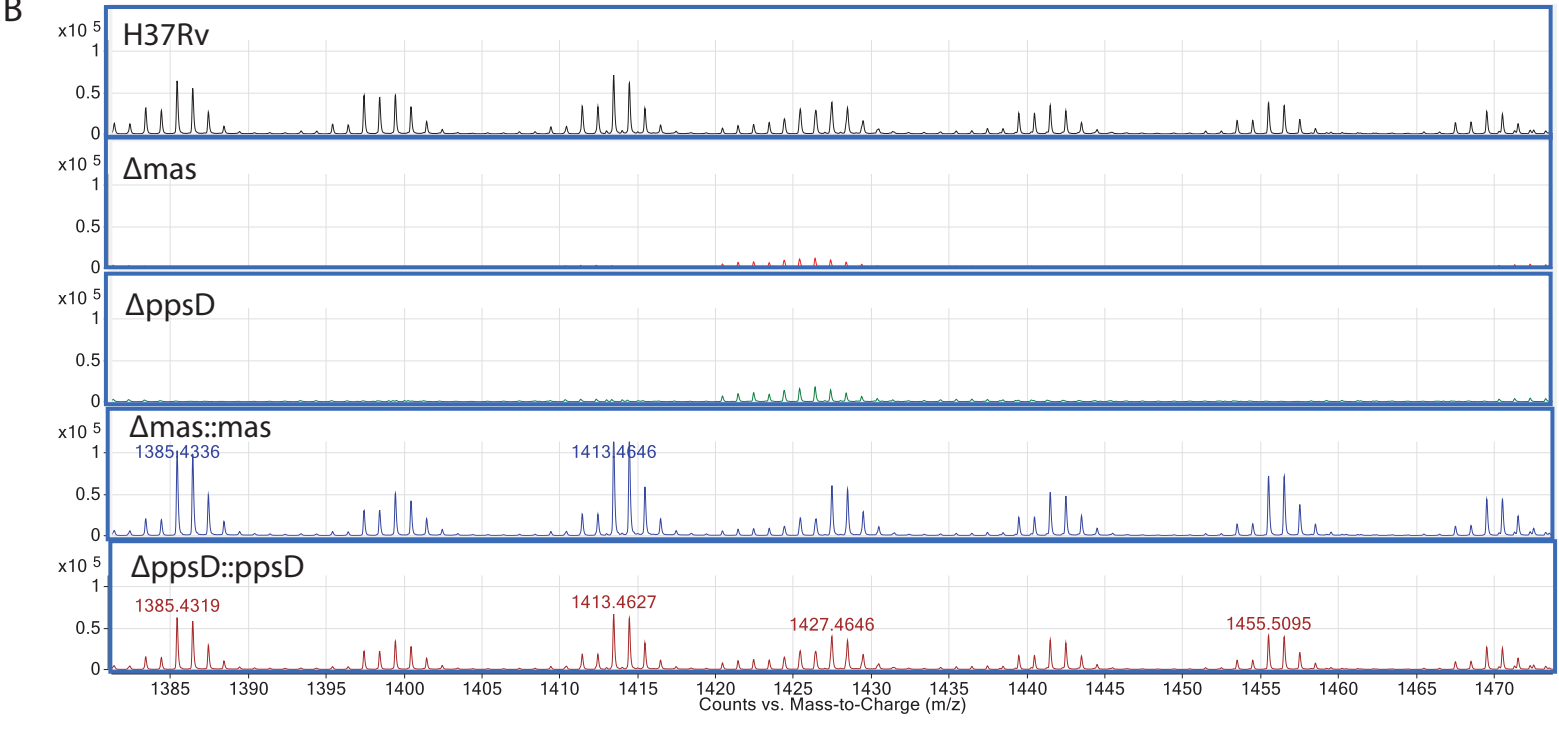 B
H37Rv
x10 5
1
0.5
0
Δmas
x10 5
1
0.5
0
ΔppsD
x10 5
1
0.5
0
Δmas::mas
x10 5
1385.4336 1413.4646
1
0.5
0
ΔppsD::ppsD
x10 5
1
1385.4319 1413.4627 1427.4646 1455.5095
0.5
0
1385 1390 1395 1400 1405 1410 1415 1420 1425 1430 1435 1440 1445 1450 1455 1460 1465 1470
Counts vs. Mass-to-Charge (m/z)